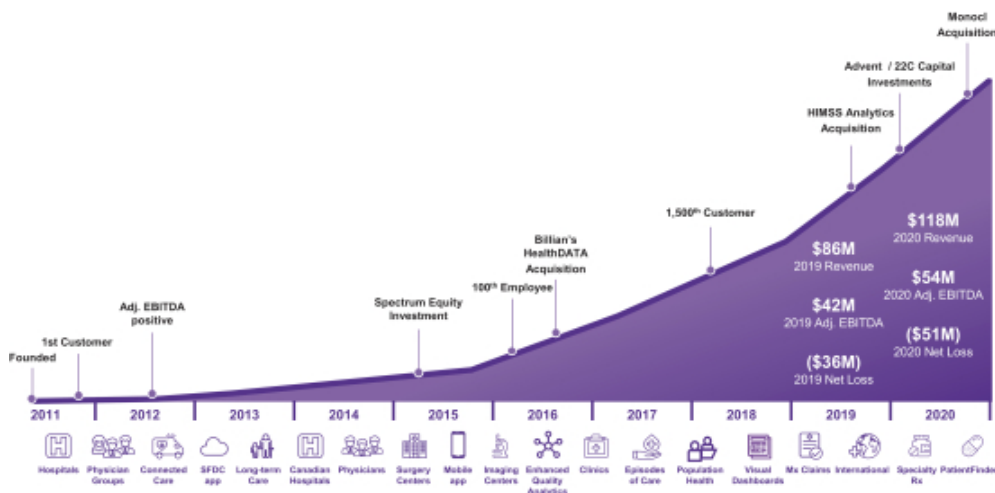 Monocl
Acquisition
Advent / 22C Capital
Investments
HIMSS Analytics
Acquisition
1,500th Customer
Billian's
HealthDATA
Acquisition
100th Employee
Spectrum Equity
Investment
Adj. EBITDA
positive
1st Customer
Founded
$86M
2019 Revenue
$42M
2019 Adj. EBITDA
($36M)
2019 Net Loss
$118M
2020 Revenue
$54M
2020 Adj. EBITDA
($51M)
2020 Net Loss
2011 2012 2013 2014 2015 2016 2017 2018 2019 2020
Hospitals
Physician
Groups
Connected
Care
SFDC
app
Long-term
Care
Canadian
Hospitals
Physicians
Surgery
Centers
Mobile
app
Imaging
Centers
Enhanced
Quality
Analytics
Clinics
Episodes
of Care
Population
Health
Visual
Dashboards
Mx Claims
International
Specialty
Rx
PatientFinder